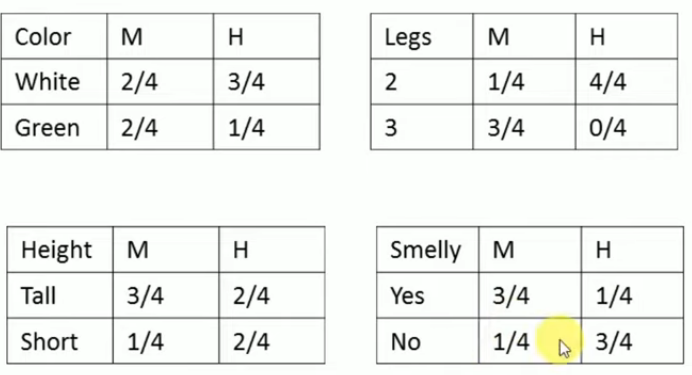 Color M H
White 2/4 3/4
Green 2/4 1/4
Legs M H
2 1/4 4/4
3 3/4 0/4
Height M H
Tall 3/4 2/4
Short 1/4 2/4
Smelly M H
Yes 3/4 1/4
No 1/4 3/4